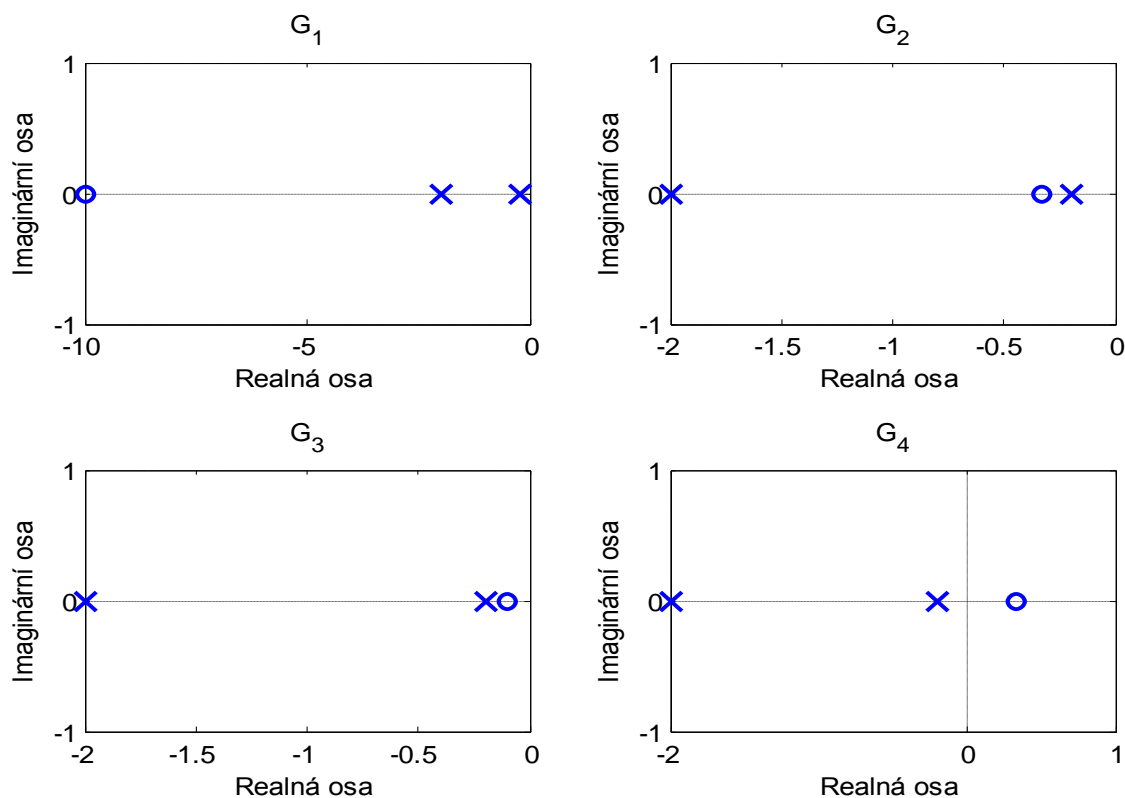 G1
1
Imaginární osa
0
-1
-10 -5 0
Realná osa
G2
1
Imaginární osa
0
-1
-2 -1.5 -1 -0.5 0
Realná osa
G3
1
Imaginární osa
0
-1
-2 -1.5 -1 -0.5 0
Realná osa
G4
1
Imaginární osa
0
-1
-2 0 1
Realná osa